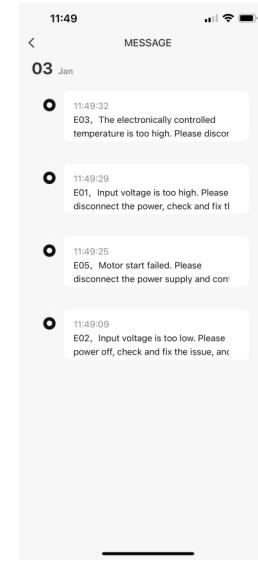 11:49
MESSAGE
03 Jan
11:49:32
E03, The electronically controlled
temperature is too high. Please discor
11:49:29
E01, Input voltage is too high. Please
disconnect the power, check and fix tl
11:49:25
E05, Motor start failed. Please
disconnect the power supply and con
11:49:09
E02, Input voltage is too low. Please
power off, check and fix the issue, and